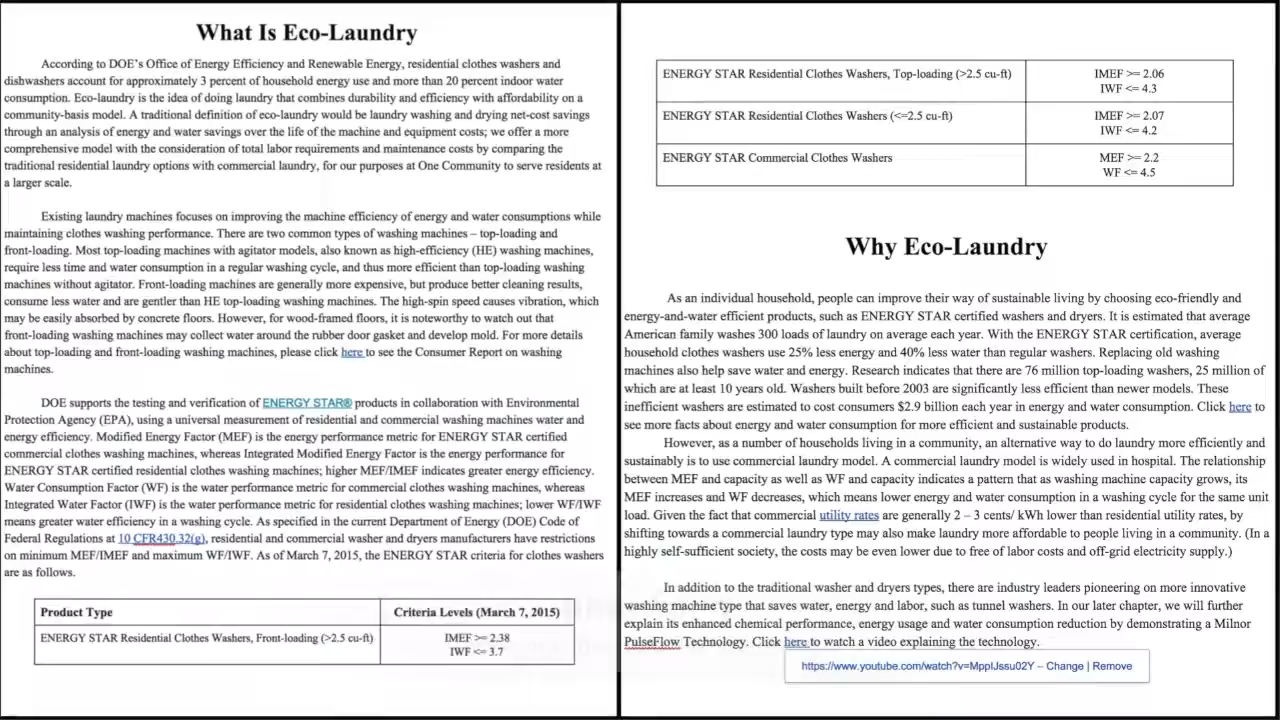 What Is Eco-Laundry
According to DOE's Office of Energy Efficiency and Renewable Energy, residential clothes washers and
dishwashers account for approximately 3 percent of household energy use and more than 20 percent indoor water
consumption. Eco-laundry is the idea of doing laundry that combines durability and efficiency with affordability on a
community-basis model. A traditional definition of eco-laundry would be laundry washing and drying net-cost savings
through an analysis of energy and water savings over the life of the machine and equipment costs; we offer a more
comprehensive model with the consideration of total labor requirements and maintenance costs by comparing the
traditional residential laundry options with commercial laundry, for our purposes at One Community to serve residents at
a larger scale.
Existing laundry machines focuses on improving the machine efficiency of energy and water consumptions while
maintaining clothes washing performance. There are two common types of washing machines – top-loading and
front-loading. Most top-loading machines with agitator models, also known as high-efficiency (HE) washing machines,
require less time and water consumption in a regular washing cycle, and thus more efficient than top-loading washing
machines without agitator. Front-loading machines are generally more expensive, but produce better cleaning results,
consume less water and are gentler than HE top-loading washing machines. The high-spin speed causes vibration, which
may be easily absorbed by concrete floors. However, for wood-framed floors, it is noteworthy to watch out that
front-loading washing machines may collect water around the rubber door gasket and develop mold. For more details
about top-loading and front-loading washing machines, please click here to see the Consumer Report on washing
machines.
DOE supports the testing and verification of ENERGY STAR® products in collaboration with Environmental
Protection Agency (EPA), using a universal measurement of residential and commercial washing machines water and
energy efficiency. Modified Energy Factor (MEF) is the energy performance metric for ENERGY STAR certified
commercial clothes washing machines, whereas Integrated Modified Energy Factor is the energy performance for
ENERGY STAR certified residential clothes washing machines; higher MEF/IMEF indicates greater energy efficiency.
Water Consumption Factor (WF) is the water performance metric for commercial clothes washing machines, whereas
Integrated Water Factor (IWF) is the water performance metric for residential clothes washing machines; lower WF/IWF
means greater water efficiency in a washing cycle. As specified in the current Department of Energy (DOE) Code of
Federal Regulations at 10 CFR430.32(g), residential and commercial washer and dryers manufacturers have restrictions
on minimum MEF/IMEF and maximum WF/IWF. As of March 7, 2015, the ENERGY STAR criteria for clothes washers
are as follows.
Product Type Criteria Levels (March 7, 2015)
ENERGY STAR Residential Clothes Washers, Front-loading (>2.5 cu-ft) IMEF >= 2.38
IWF <= 3.7
ENERGY STAR Residential Clothes Washers, Top-loading (>2.5 cu-ft) IMEF >= 2.06
IWF <= 4.3
ENERGY STAR Residential Clothes Washers (<=2.5 cu-ft) IMEF >= 2.07
IWF <= 4.2
ENERGY STAR Commercial Clothes Washers MEF >= 2.2
WF <= 4.5
Why Eco-Laundry
As an individual household, people can improve their way of sustainable living by choosing eco-friendly and
energy-and-water efficient products, such as ENERGY STAR certified washers and dryers. It is estimated that average
American family washes 300 loads of laundry on average each year. With the ENERGY STAR certification, average
household clothes washers use 25% less energy and 40% less water than regular washers. Replacing old washing
machines also help save water and energy. Research indicates that there are 76 million top-loading washers, 25 million of
which are at least 10 years old. Washers built before 2003 are significantly less efficient than newer models. These
inefficient washers are estimated to cost consumers $2.9 billion each year in energy and water consumption. Click here to
see more facts about energy and water consumption for more efficient and sustainable products.
However, as a number of households living in a community, an alternative way to do laundry more efficiently and
sustainably is to use commercial laundry model. A commercial laundry model is widely used in hospital. The relationship
between MEF and capacity as well as WF and capacity indicates a pattern that as washing machine capacity grows, its
MEF increases and WF decreases, which means lower energy and water consumption in a washing cycle for the same unit
load. Given the fact that commercial utility rates are generally 2 – 3 cents/ kWh lower than residential utility rates, by
shifting towards a commercial laundry type may also make laundry more affordable to people living in a community. (In a
highly self-sufficient society, the costs may be even lower due to free of labor costs and off-grid electricity supply.)
In addition to the traditional washer and dryers types, there are industry leaders pioneering on more innovative
washing machine type that saves water, energy and labor, such as tunnel washers. In our later chapter, we will further
explain its enhanced chemical performance, energy usage and water consumption reduction by demonstrating a Milnor
PulseFlow Technology. Click here to watch a video explaining the technology.
https://www.youtube.com/watch?v=MppIJssu02Y – Change | Remove